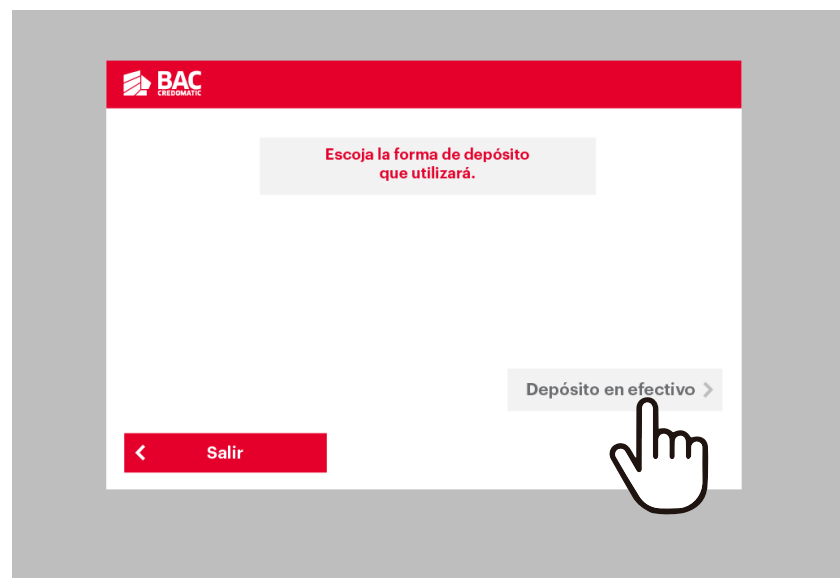 BAC
CREDOMATIC
Escoja la forma de depósito
que utilizará.
Depósito en efectivo
Salir